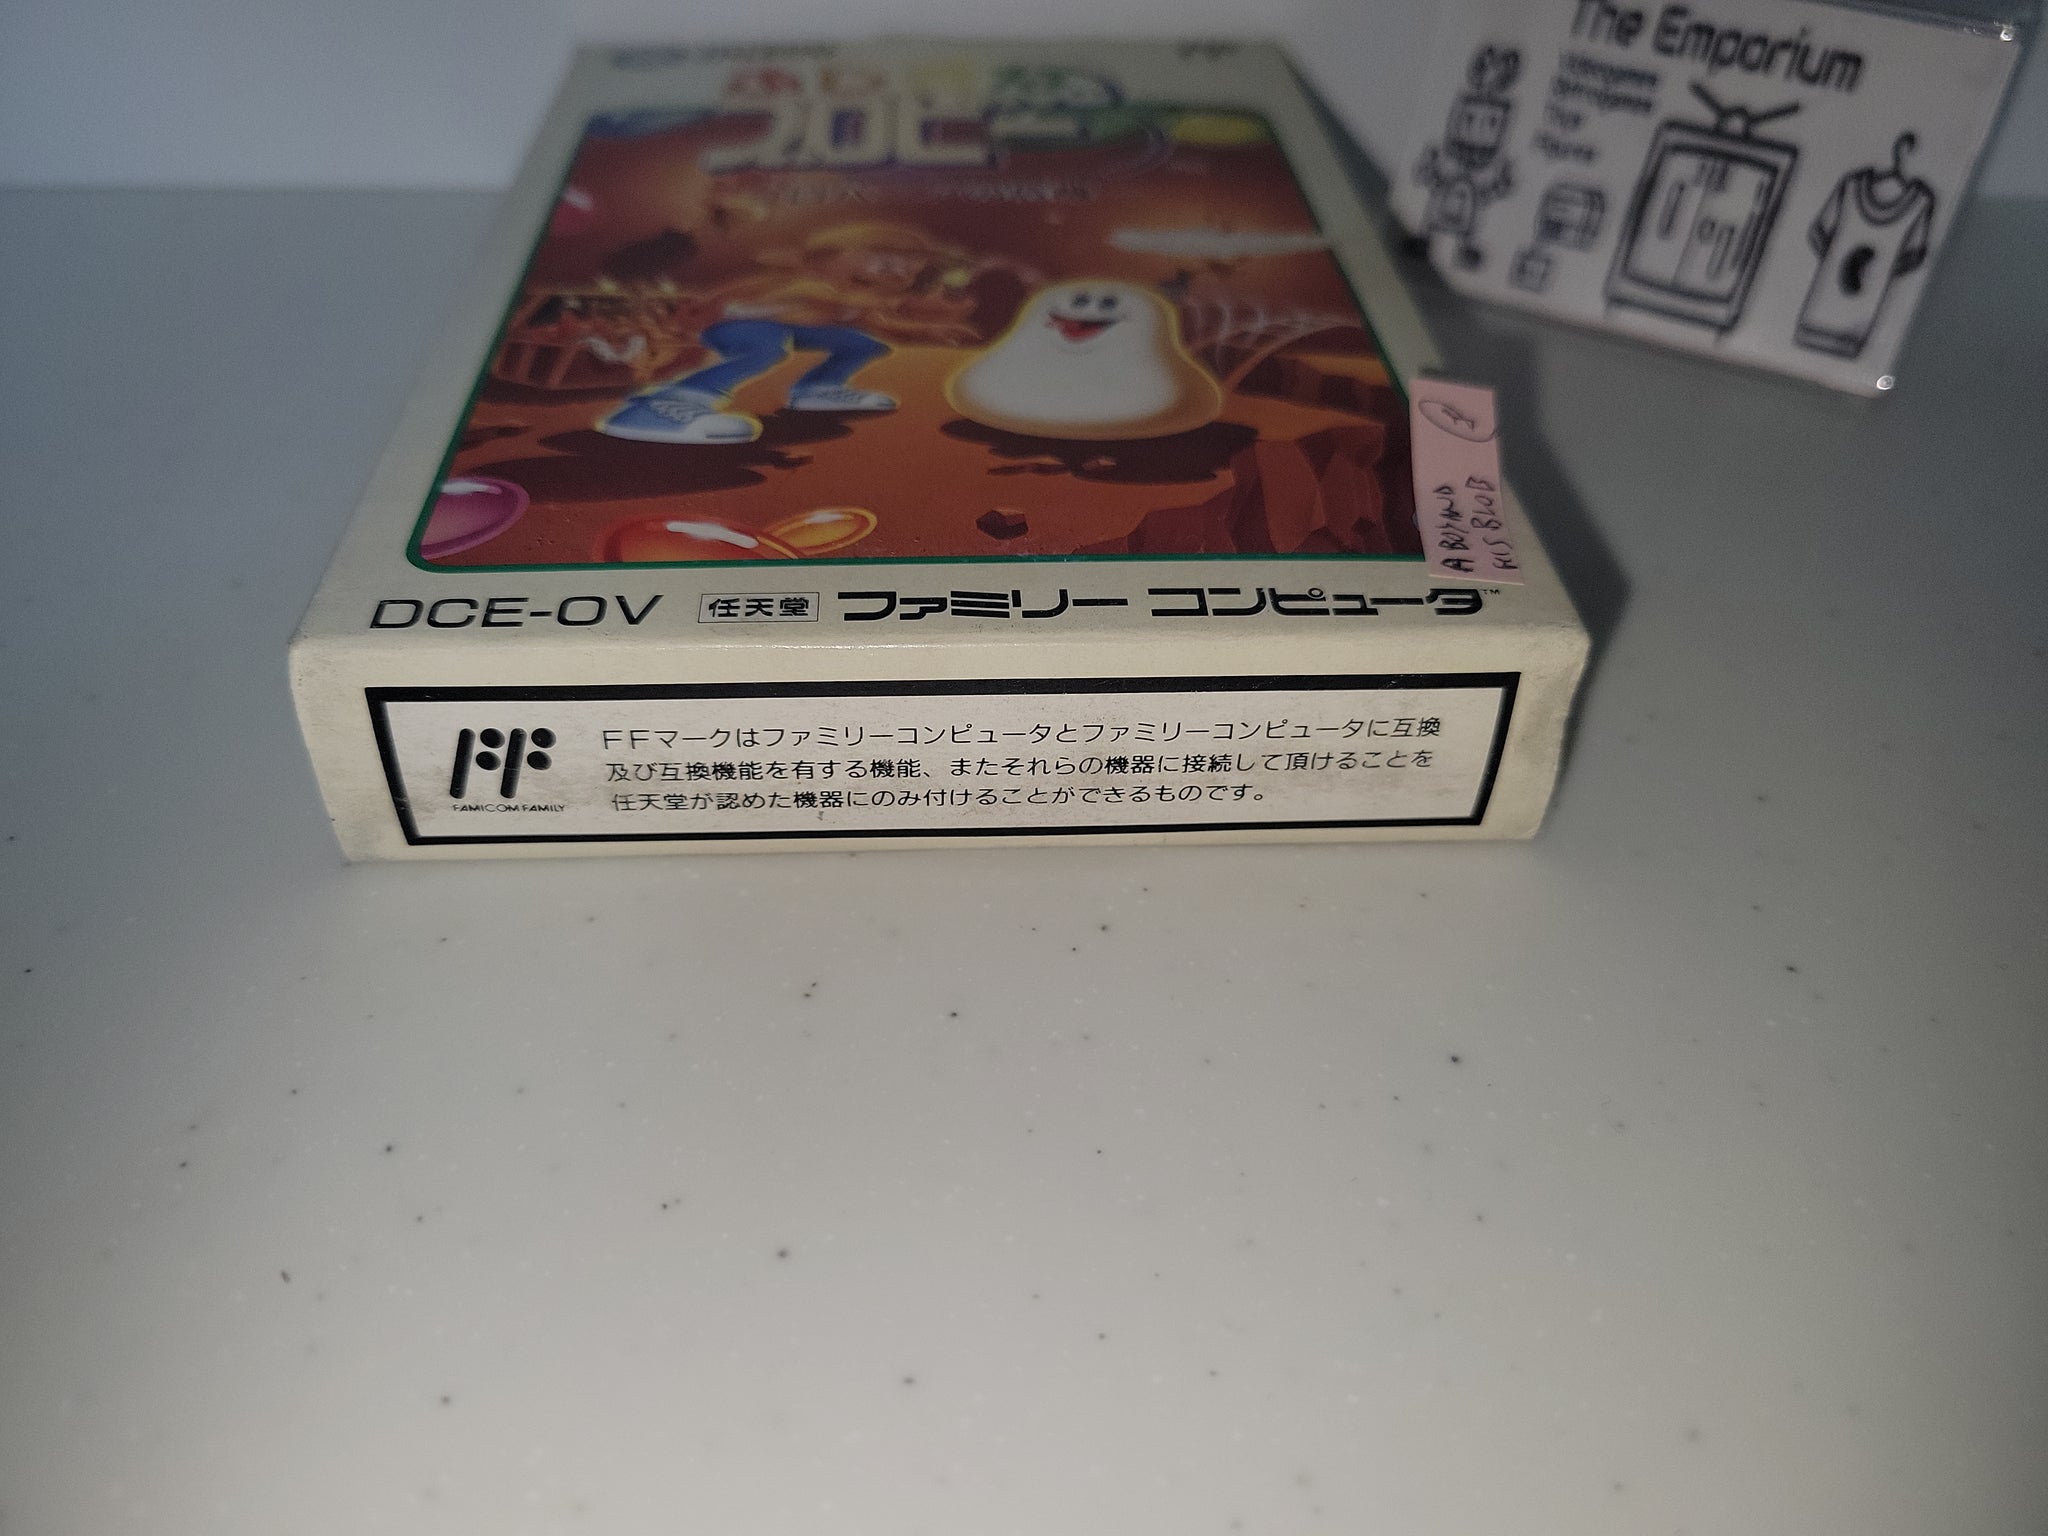 The Emporium
DCE-OV 任天堂 ファミリー コンピュータ™
A BOY AND
HIS BLOB
FAMICOM FAMILY
FFマークはファミリーコンピュータとファミリーコンピュータに互換
及び互換機能を有する機能、またそれらの機器に接続して頂けることを
任天堂が認めた機器にのみ付けることができるものです。